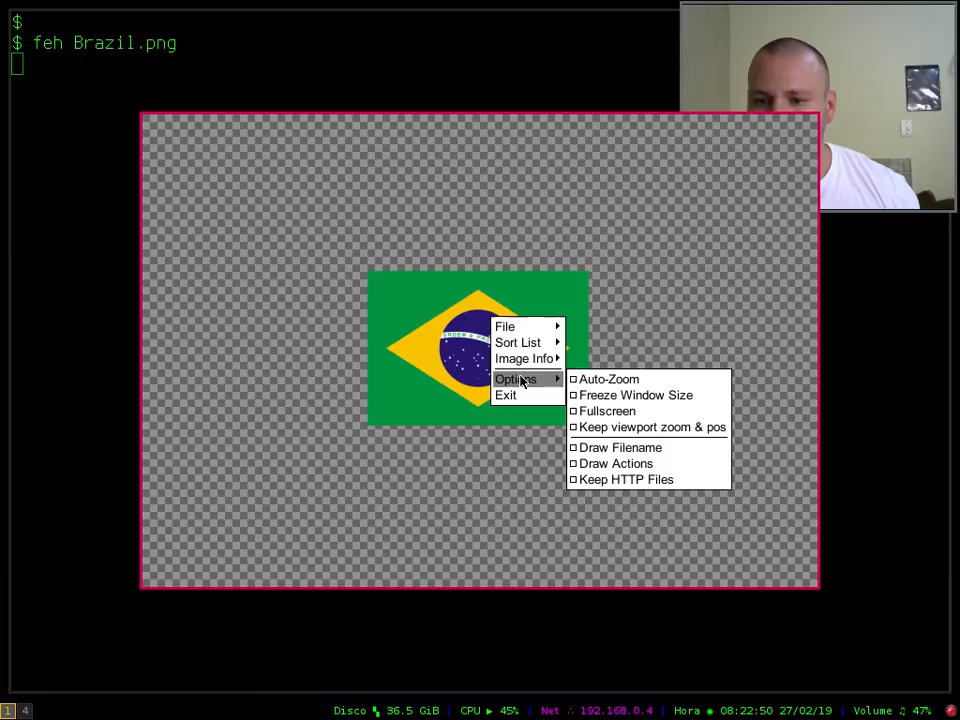 $
$ feh Brazil.png
ORDEM E PRO
File
Sort List
Image Info
Options
Exit
Auto-Zoom
Freeze Window Size
Fullscreen
Keep viewport zoom & pos
Draw Filename
Draw Actions
Keep HTTP Files
1 4 Disco ▚ 36.5 GiB | CPU ▶ 45% | Net ∴ 192.168.0.4 | Hora ◉ 08:22:50 27/02/19 | Volume ♫ 47%